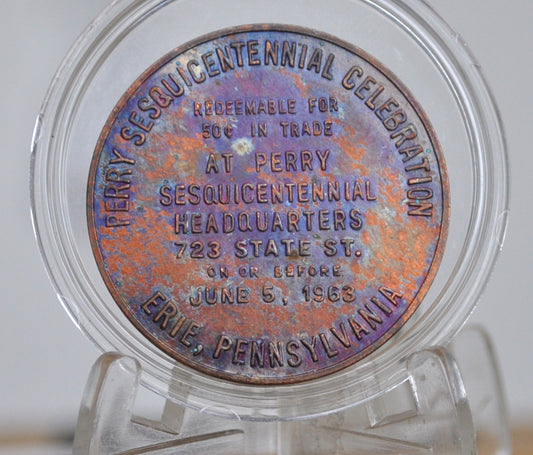 PERRY SESQUICENTENNIAL CELEBRATION
REDEEMABLE FOR
50¢ IN TRADE
AT PERRY
SESQUICENTENNIAL
HEADQUARTERS
723 STATE ST.
ON OR BEFORE
JUNE 5, 1963
ERIE, PENNSYLVANIA